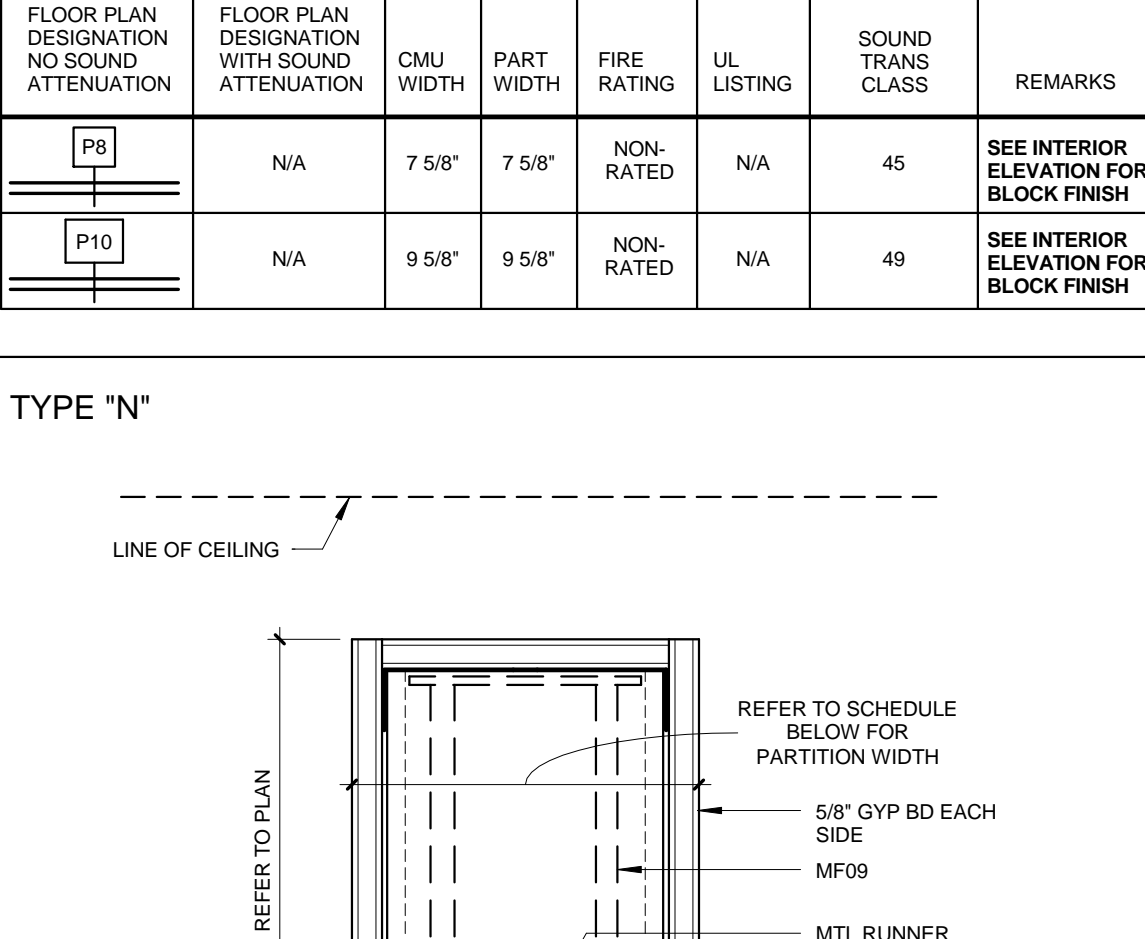 FLOOR PLAN
DESIGNATION
NO SOUND
ATTENUATION
FLOOR PLAN
DESIGNATION
WITH SOUND
ATTENUATION
CMU
WIDTH
PART
WIDTH
FIRE
RATING
UL
LISTING
SOUND
TRANS
CLASS
REMARKS
P8
N/A
7 5/8"
7 5/8"
NON-
RATED
N/A
45
SEE INTERIOR
ELEVATION FOR
BLOCK FINISH
P10
N/A
9 5/8"
9 5/8"
NON-
RATED
N/A
49
SEE INTERIOR
ELEVATION FOR
BLOCK FINISH
TYPE "N"
LINE OF CEILING
REFER TO SCHEDULE
BELOW FOR
PARTITION WIDTH
REFER TO PLAN
5/8" GYP BD EACH
SIDE
MF09
MTL RUNNER